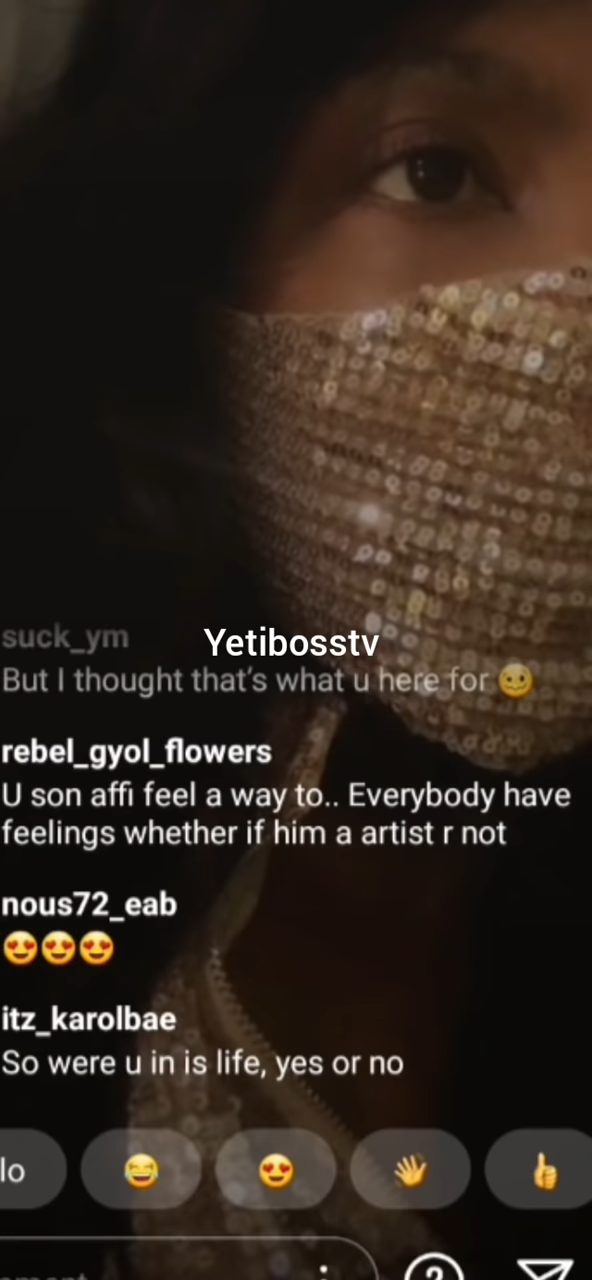 suck_ym
Yetibosstv
But I thought that's what u here for 🥴
rebel_gyol_flowers
U son affi feel a way to.. Everybody have
feelings whether if him a artist r not
nous72_eab
😍😍😍
itz_karolbae
So were u in is life, yes or no
lo 😂 😍 👋 👍